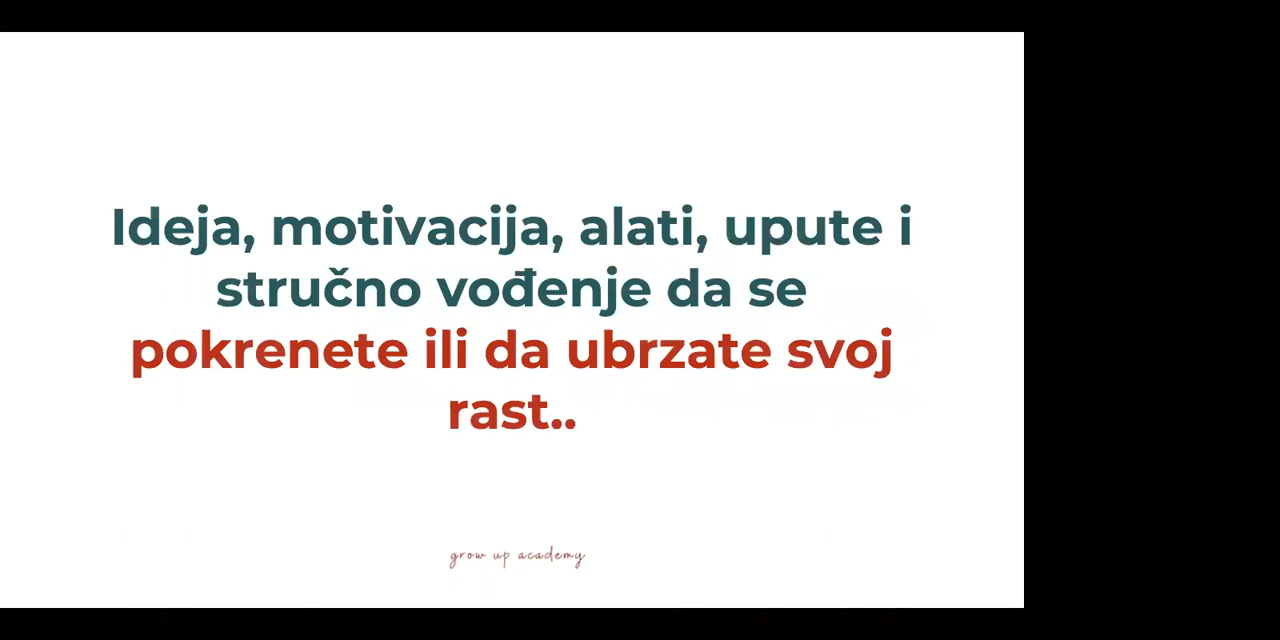 Ideja, motivacija, alati, upute i
stručno vođenje da se
pokrenete ili da ubrzate svoj
rast..
grow up academy